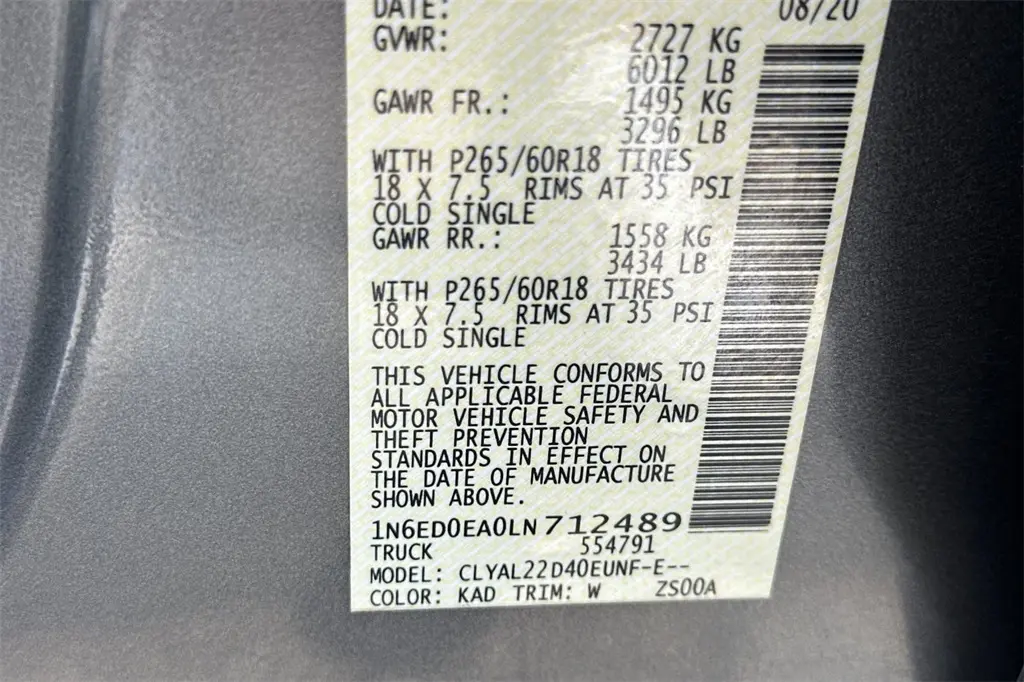 DATE: 08/20
GVWR: 2727 KG
6012 LB
GAWR FR.: 1495 KG
3296 LB
WITH P265/60R18 TIRES
18 X 7.5 RIMS AT 35 PSI
COLD SINGLE
GAWR RR.: 1558 KG
3434 LB
WITH P265/60R18 TIRES
18 X 7.5 RIMS AT 35 PSI
COLD SINGLE
THIS VEHICLE CONFORMS TO
ALL APPLICABLE FEDERAL
MOTOR VEHICLE SAFETY AND
THEFT PREVENTION
STANDARDS IN EFFECT ON
THE DATE OF MANUFACTURE
SHOWN ABOVE.
1N6ED0EA0LN712489
TRUCK 554791
MODEL: CLYAL22D40EUNF-E--
COLOR: KAD TRIM: W ZS00A